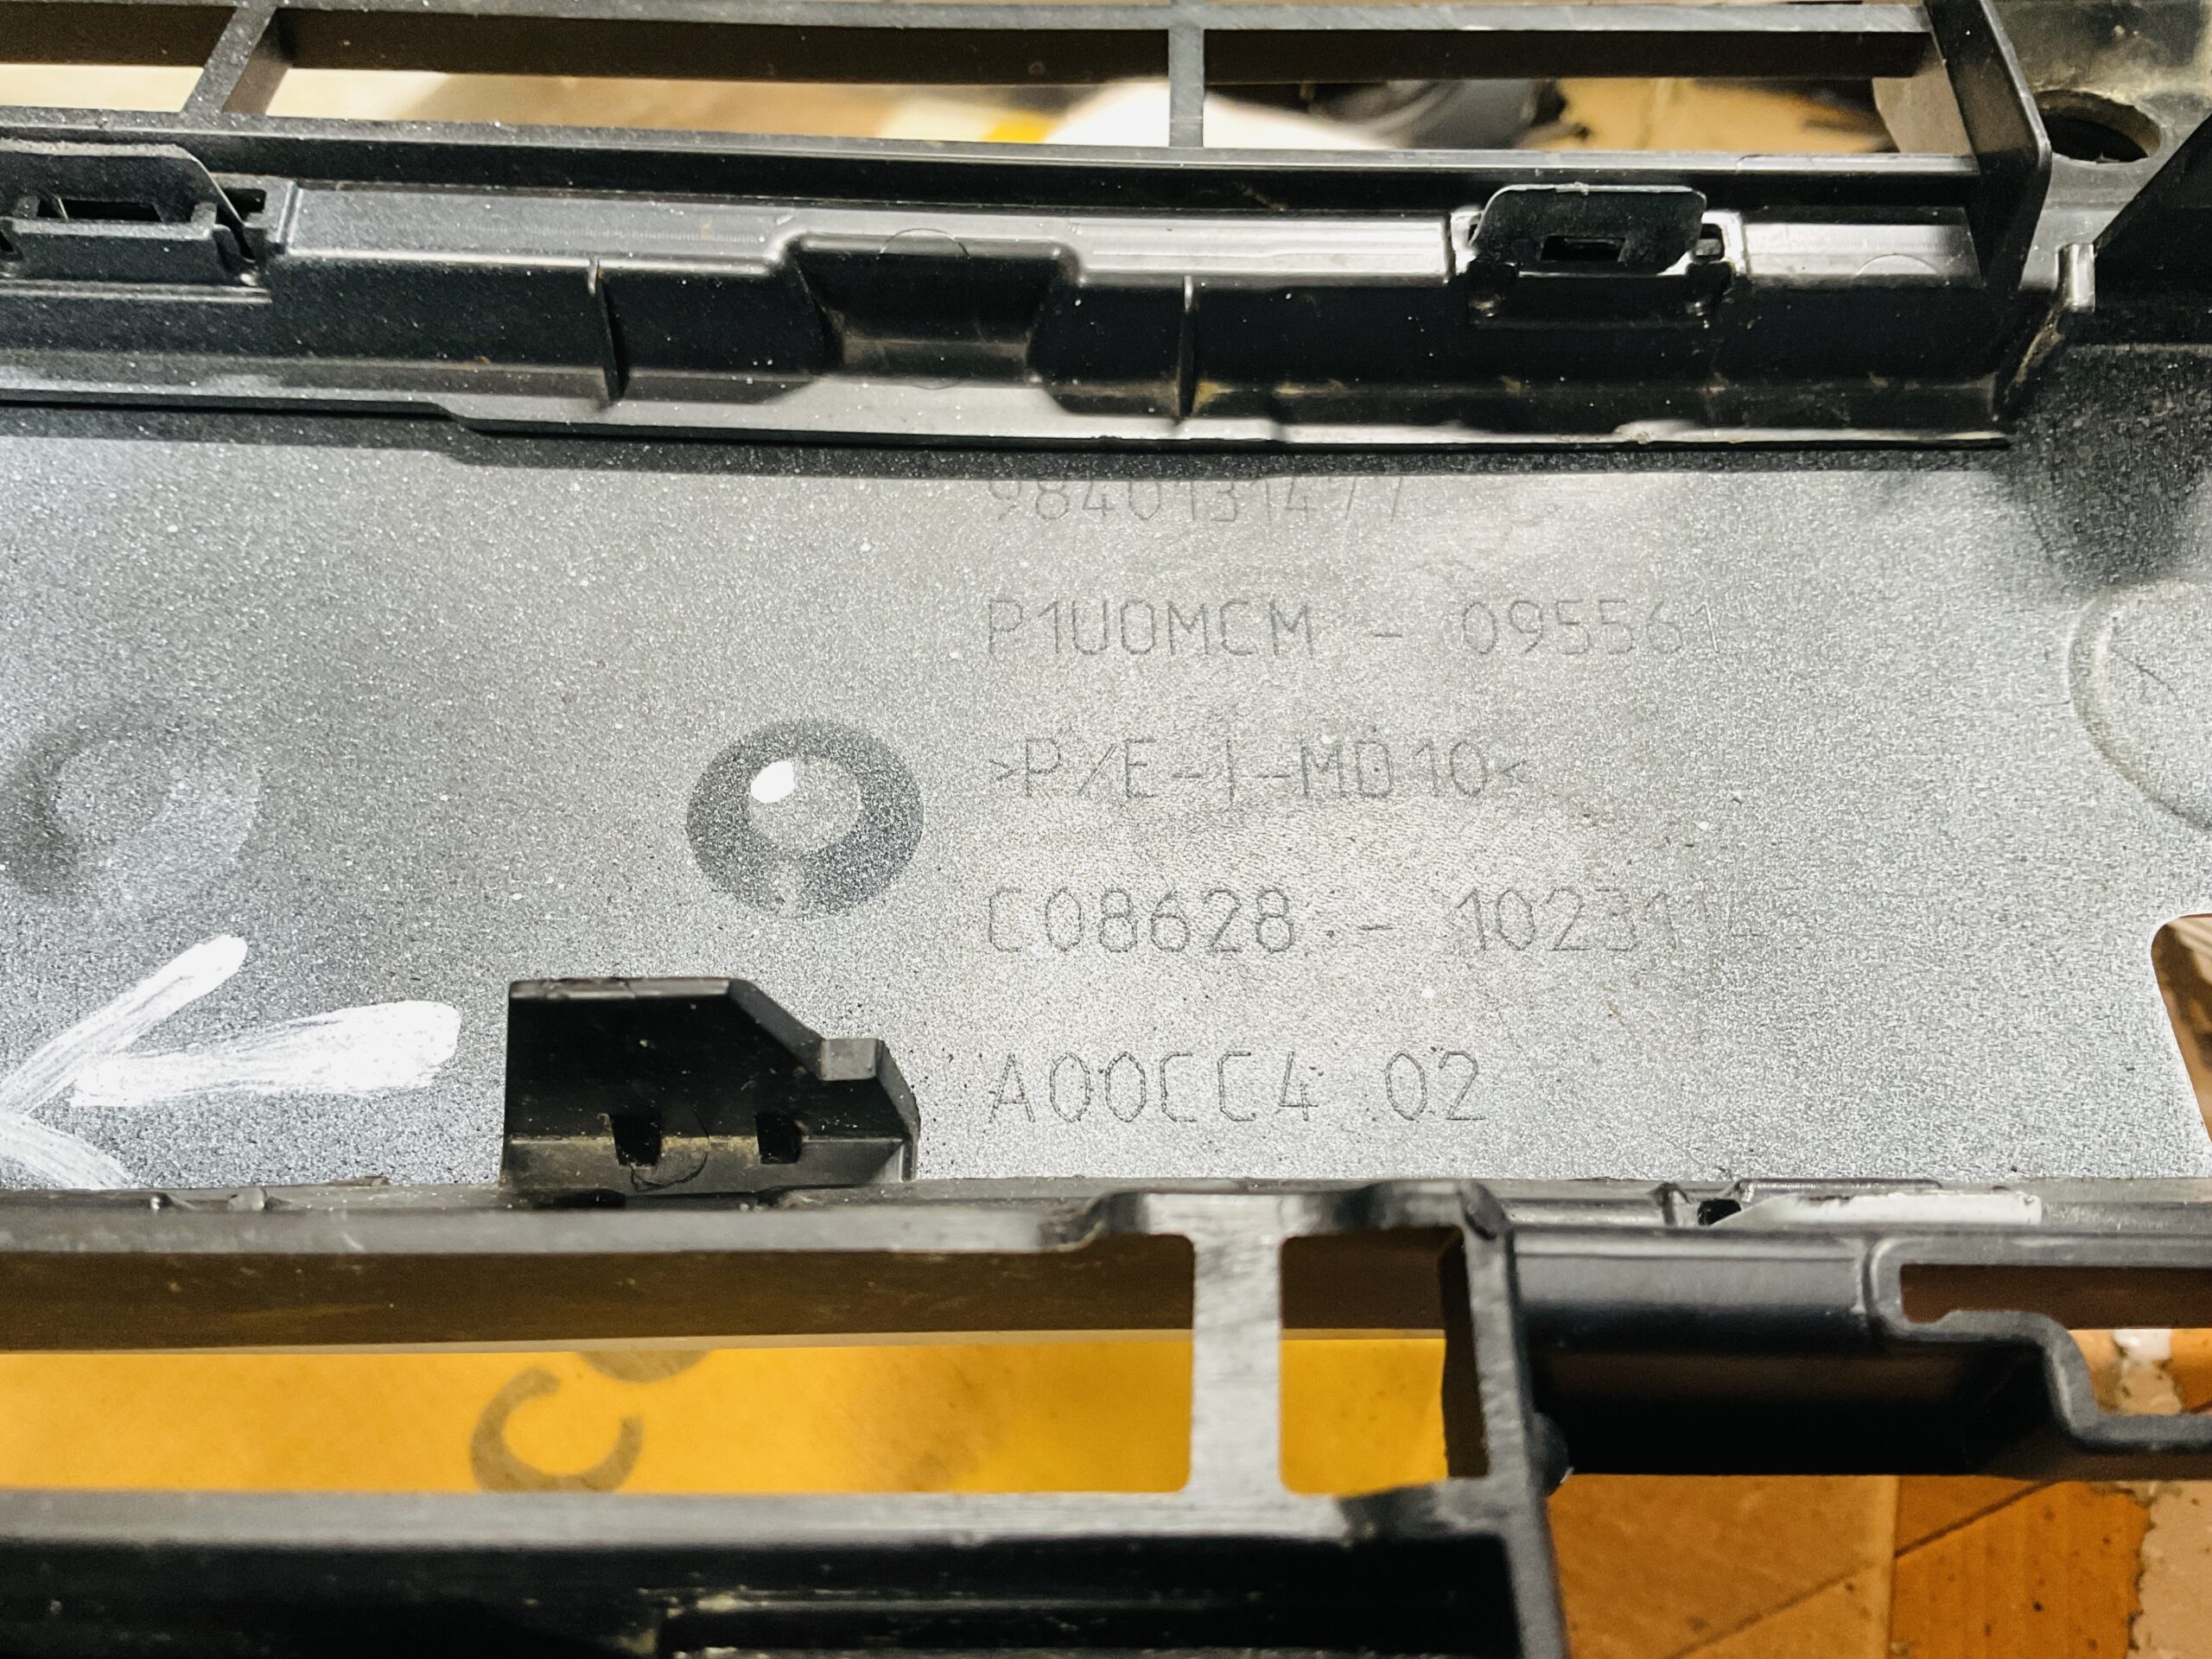 9840131477
P1U0MCM - 095561
>P/E-I-MD10<
C08628 - 102311
A00CC4 02